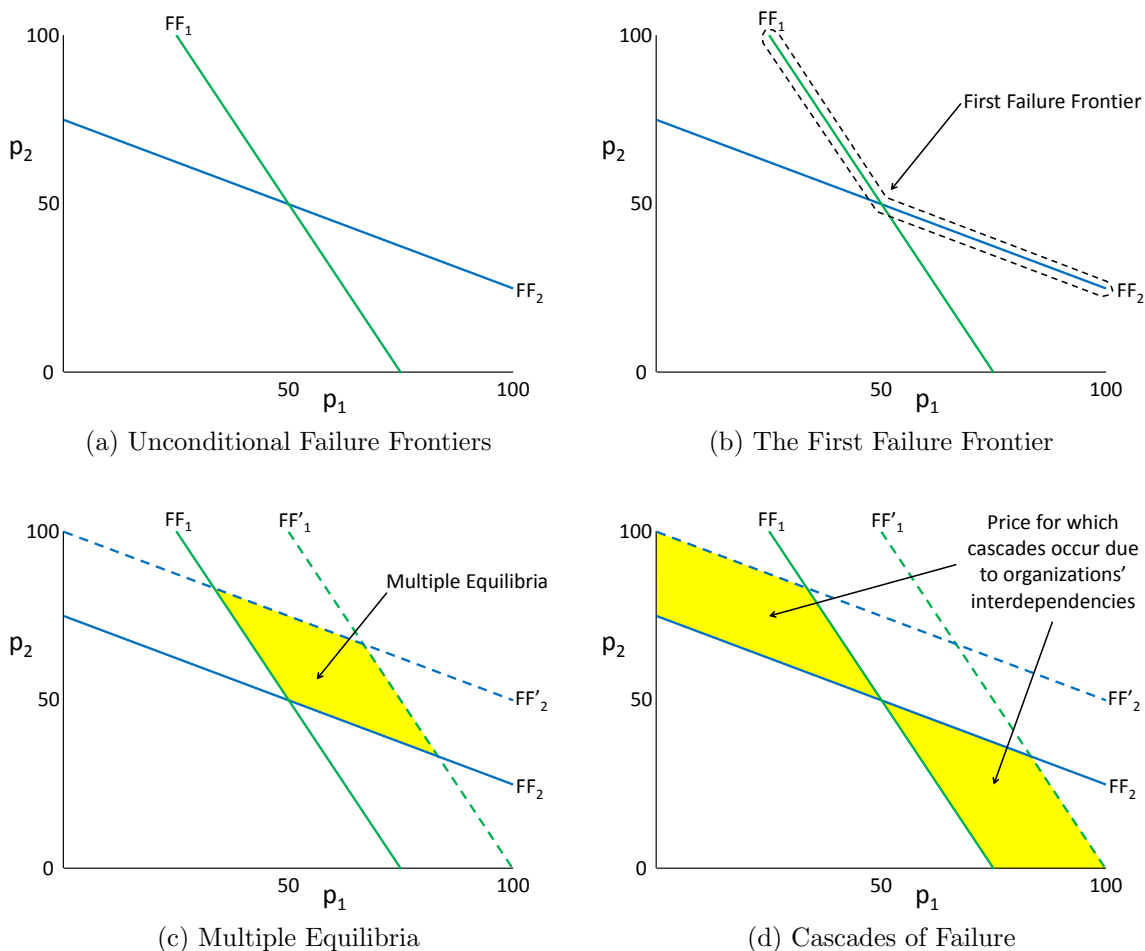 FF1
100
p2
50
FF2
0
50
100
p1
(a) Unconditional Failure Frontiers
FF1
100
First Failure Frontier
p2
50
FF2
0
50
100
p1
(b) The First Failure Frontier
FF1
FF'1
100
Multiple Equilibria
p2
50
FF'2
FF2
0
50
100
p1
(c) Multiple Equilibria
FF1
FF'1
Price for which
cascades occur due
to organizations'
interdependencies
100
p2
50
FF'2
FF2
0
50
100
p1
(d) Cascades of Failure